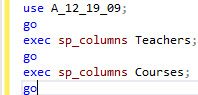 use A_12_19_09;
go
exec sp_columns Teachers;
go
exec sp_columns Courses;
go